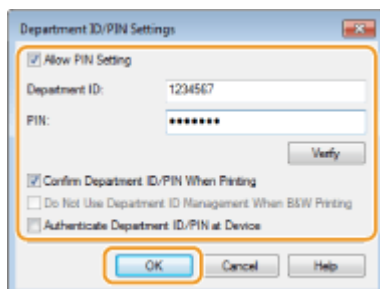 Department ID/PIN Settings
Allow PIN Setting
Department ID:
1234567
PIN:
•••••••
Verify
Confirm Department ID/PIN When Printing
Do Not Use Department ID Management When B&W Printing
Authenticate Department ID/PIN at Device
OK
Cancel
Help